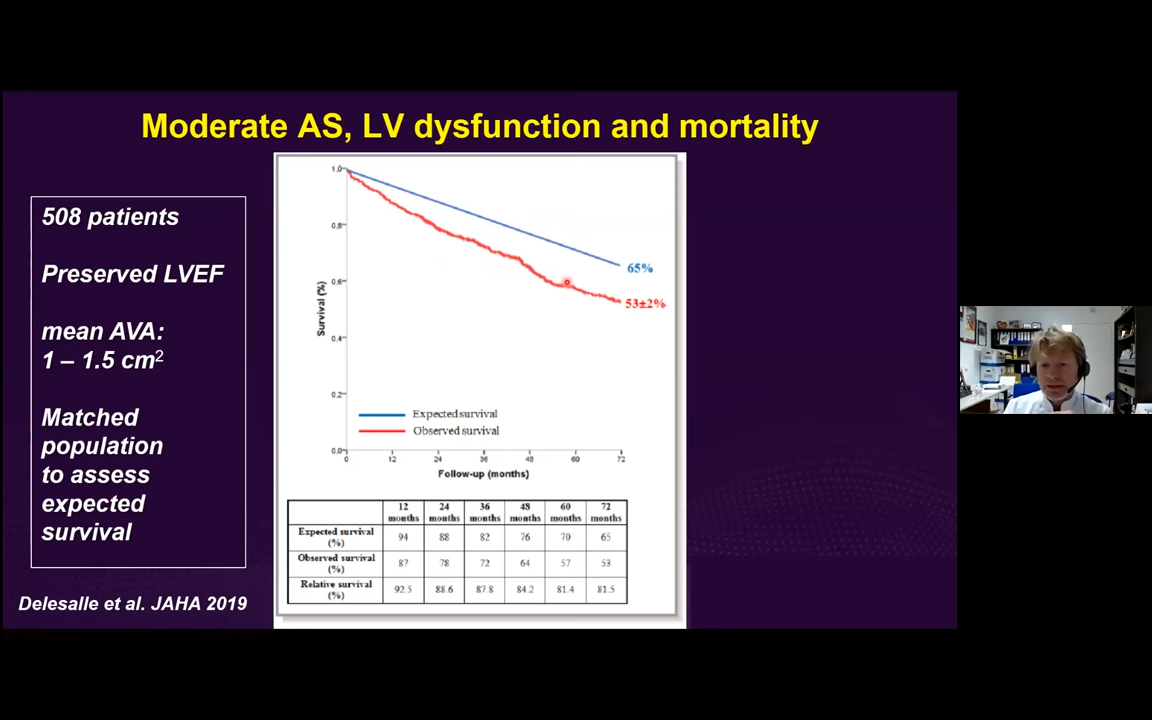 Moderate AS, LV dysfunction and mortality
508 patients
Preserved LVEF
mean AVA:
1 – 1.5 cm²
Matched
population
to assess
expected
survival
Delesalle et al. JAHA 2019
Survival (%)
1,0
0,8
0,6
0,4
0,2
0,0
65%
53±2%
Expected survival
Observed survival
0 12 24 36 48 60 72
Follow-up (months)
12 months 24 months 36 months 48 months 60 months 72 months
Expected survival (%) 94 88 82 76 70 65
Observed survival (%) 87 78 72 64 57 53
Relative survival (%) 92.5 88.6 87.8 84.2 81.4 81.5